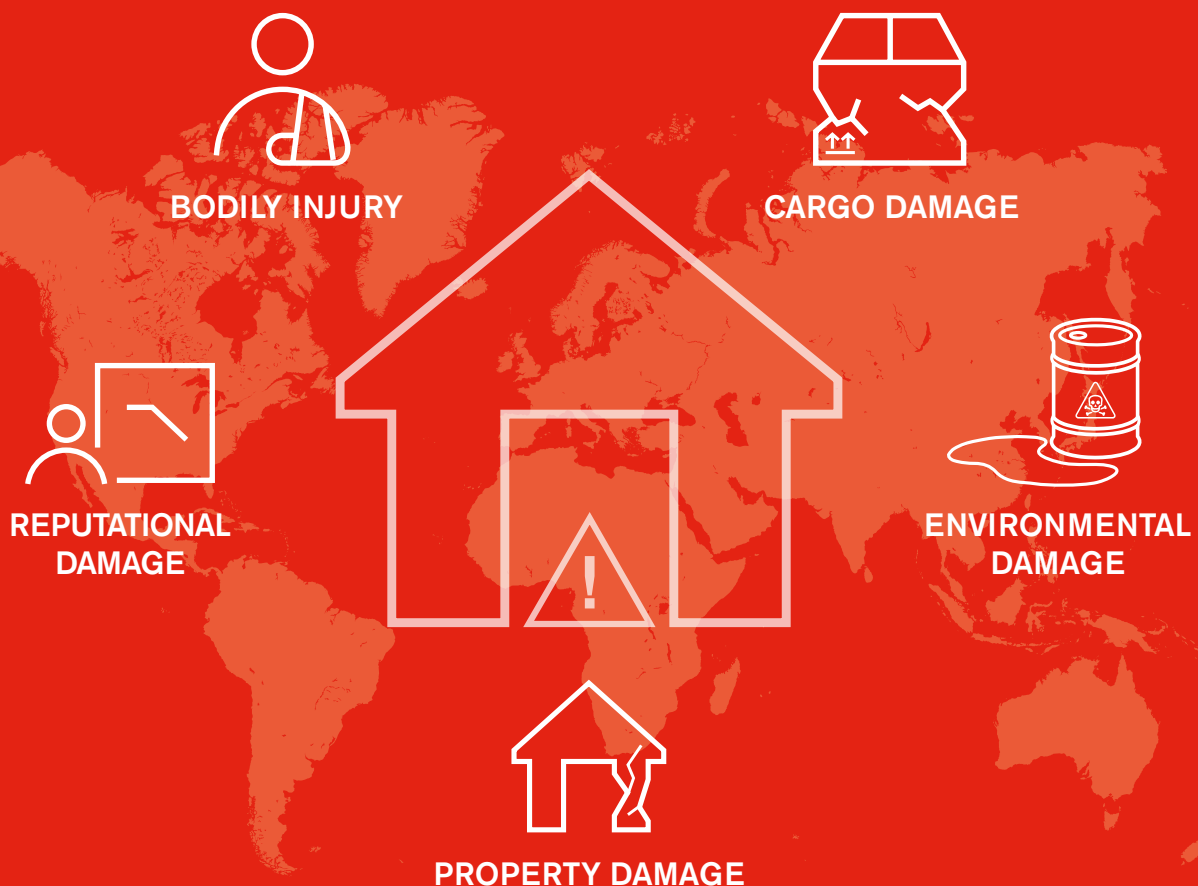 BODILY INJURY
CARGO DAMAGE
REPUTATIONAL
DAMAGE
!
ENVIRONMENTAL
DAMAGE
PROPERTY DAMAGE